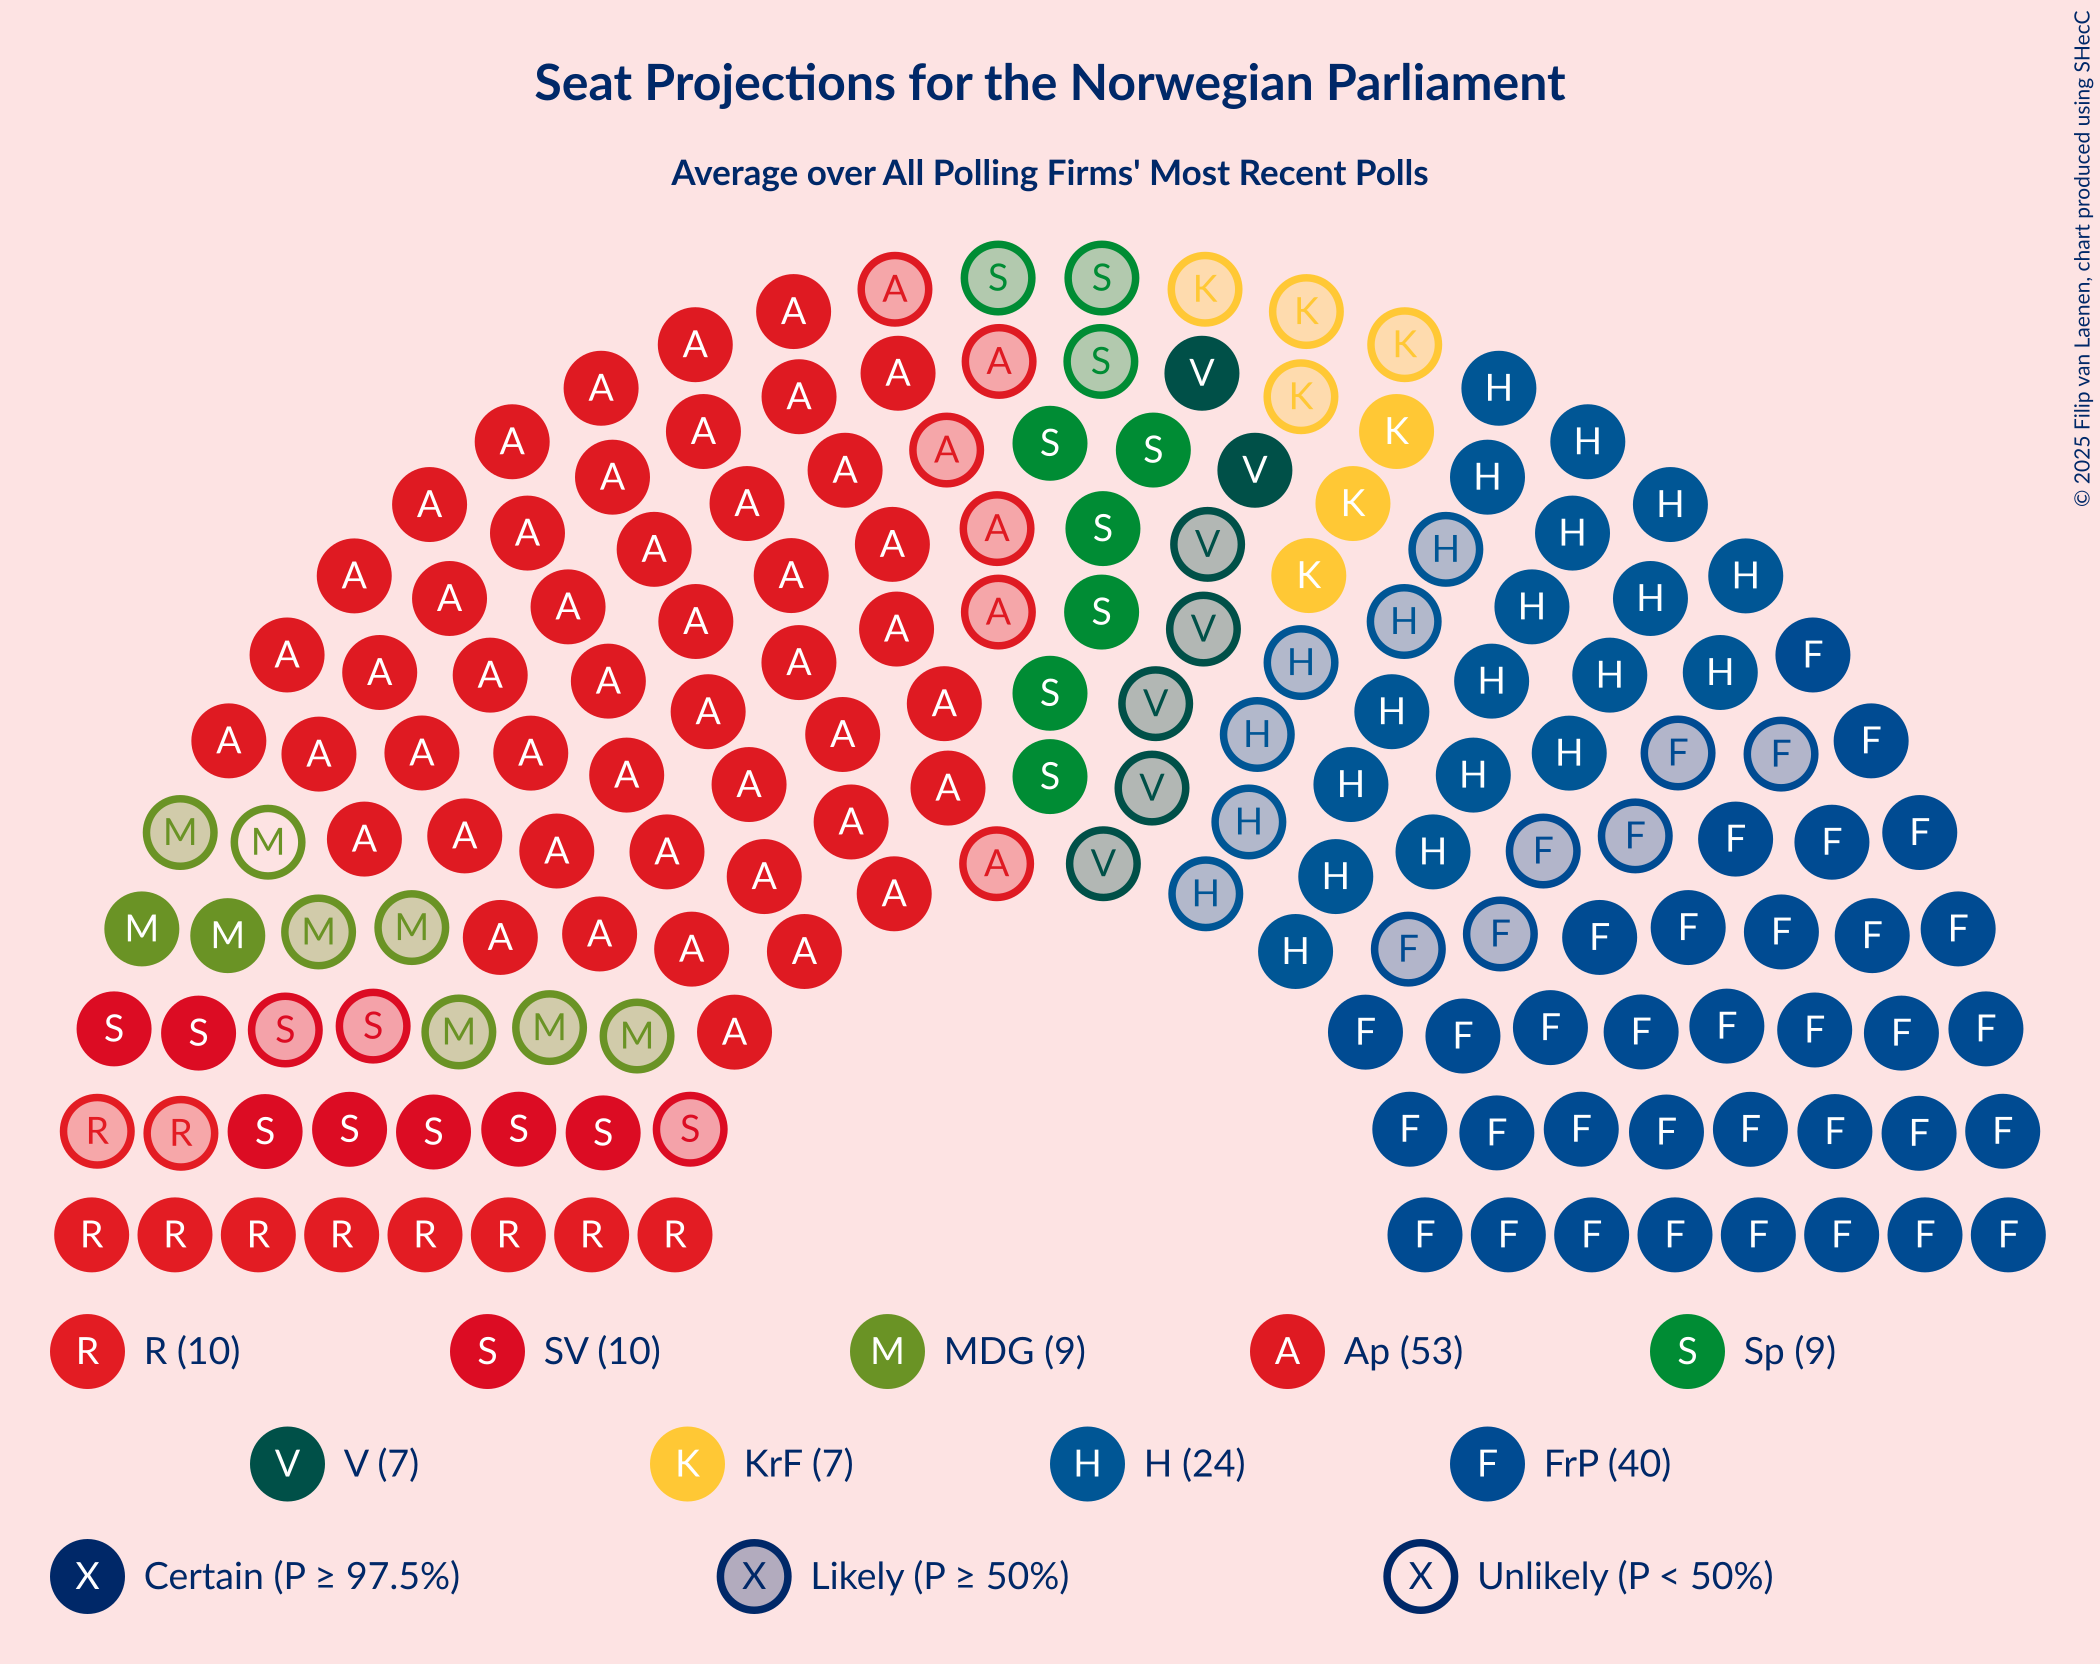 Seat Projections for the Norwegian Parliament
Average over All Polling Firms' Most Recent Polls
© 2025 Filip van Laenen, chart produced using SHecC
S S
A K
A K
A K
A A S V H
A A K H
A A K H
A S S H
A A V H
A A K H
A A S V H H
A A A K H H
A A A S H H
A A A V H H F
A A A S V H H H
A A A V H H F F F
A A A A A H H H
M M A A A A A A A V H H H F F F F F
M M M M A A A A A H F F F F F F F
S S S S M M M A F F F F F F F F
R R S S S S S S F F F F F F F F
R R R R R R R R F F F F F F F F
R R (10) S SV (10) M MDG (9) A Ap (53) S Sp (9)
V V (7) K KrF (7) H H (24) F FrP (40)
X Certain (P ≥ 97.5%) X Likely (P ≥ 50%) X Unlikely (P < 50%)